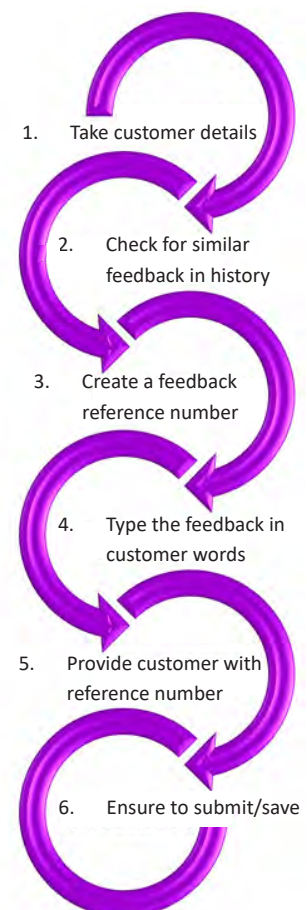 1. Take customer details
2. Check for similar
feedback in history
3. Create a feedback
reference number
4. Type the feedback in
customer words
5. Provide customer with
reference number
6. Ensure to submit/save